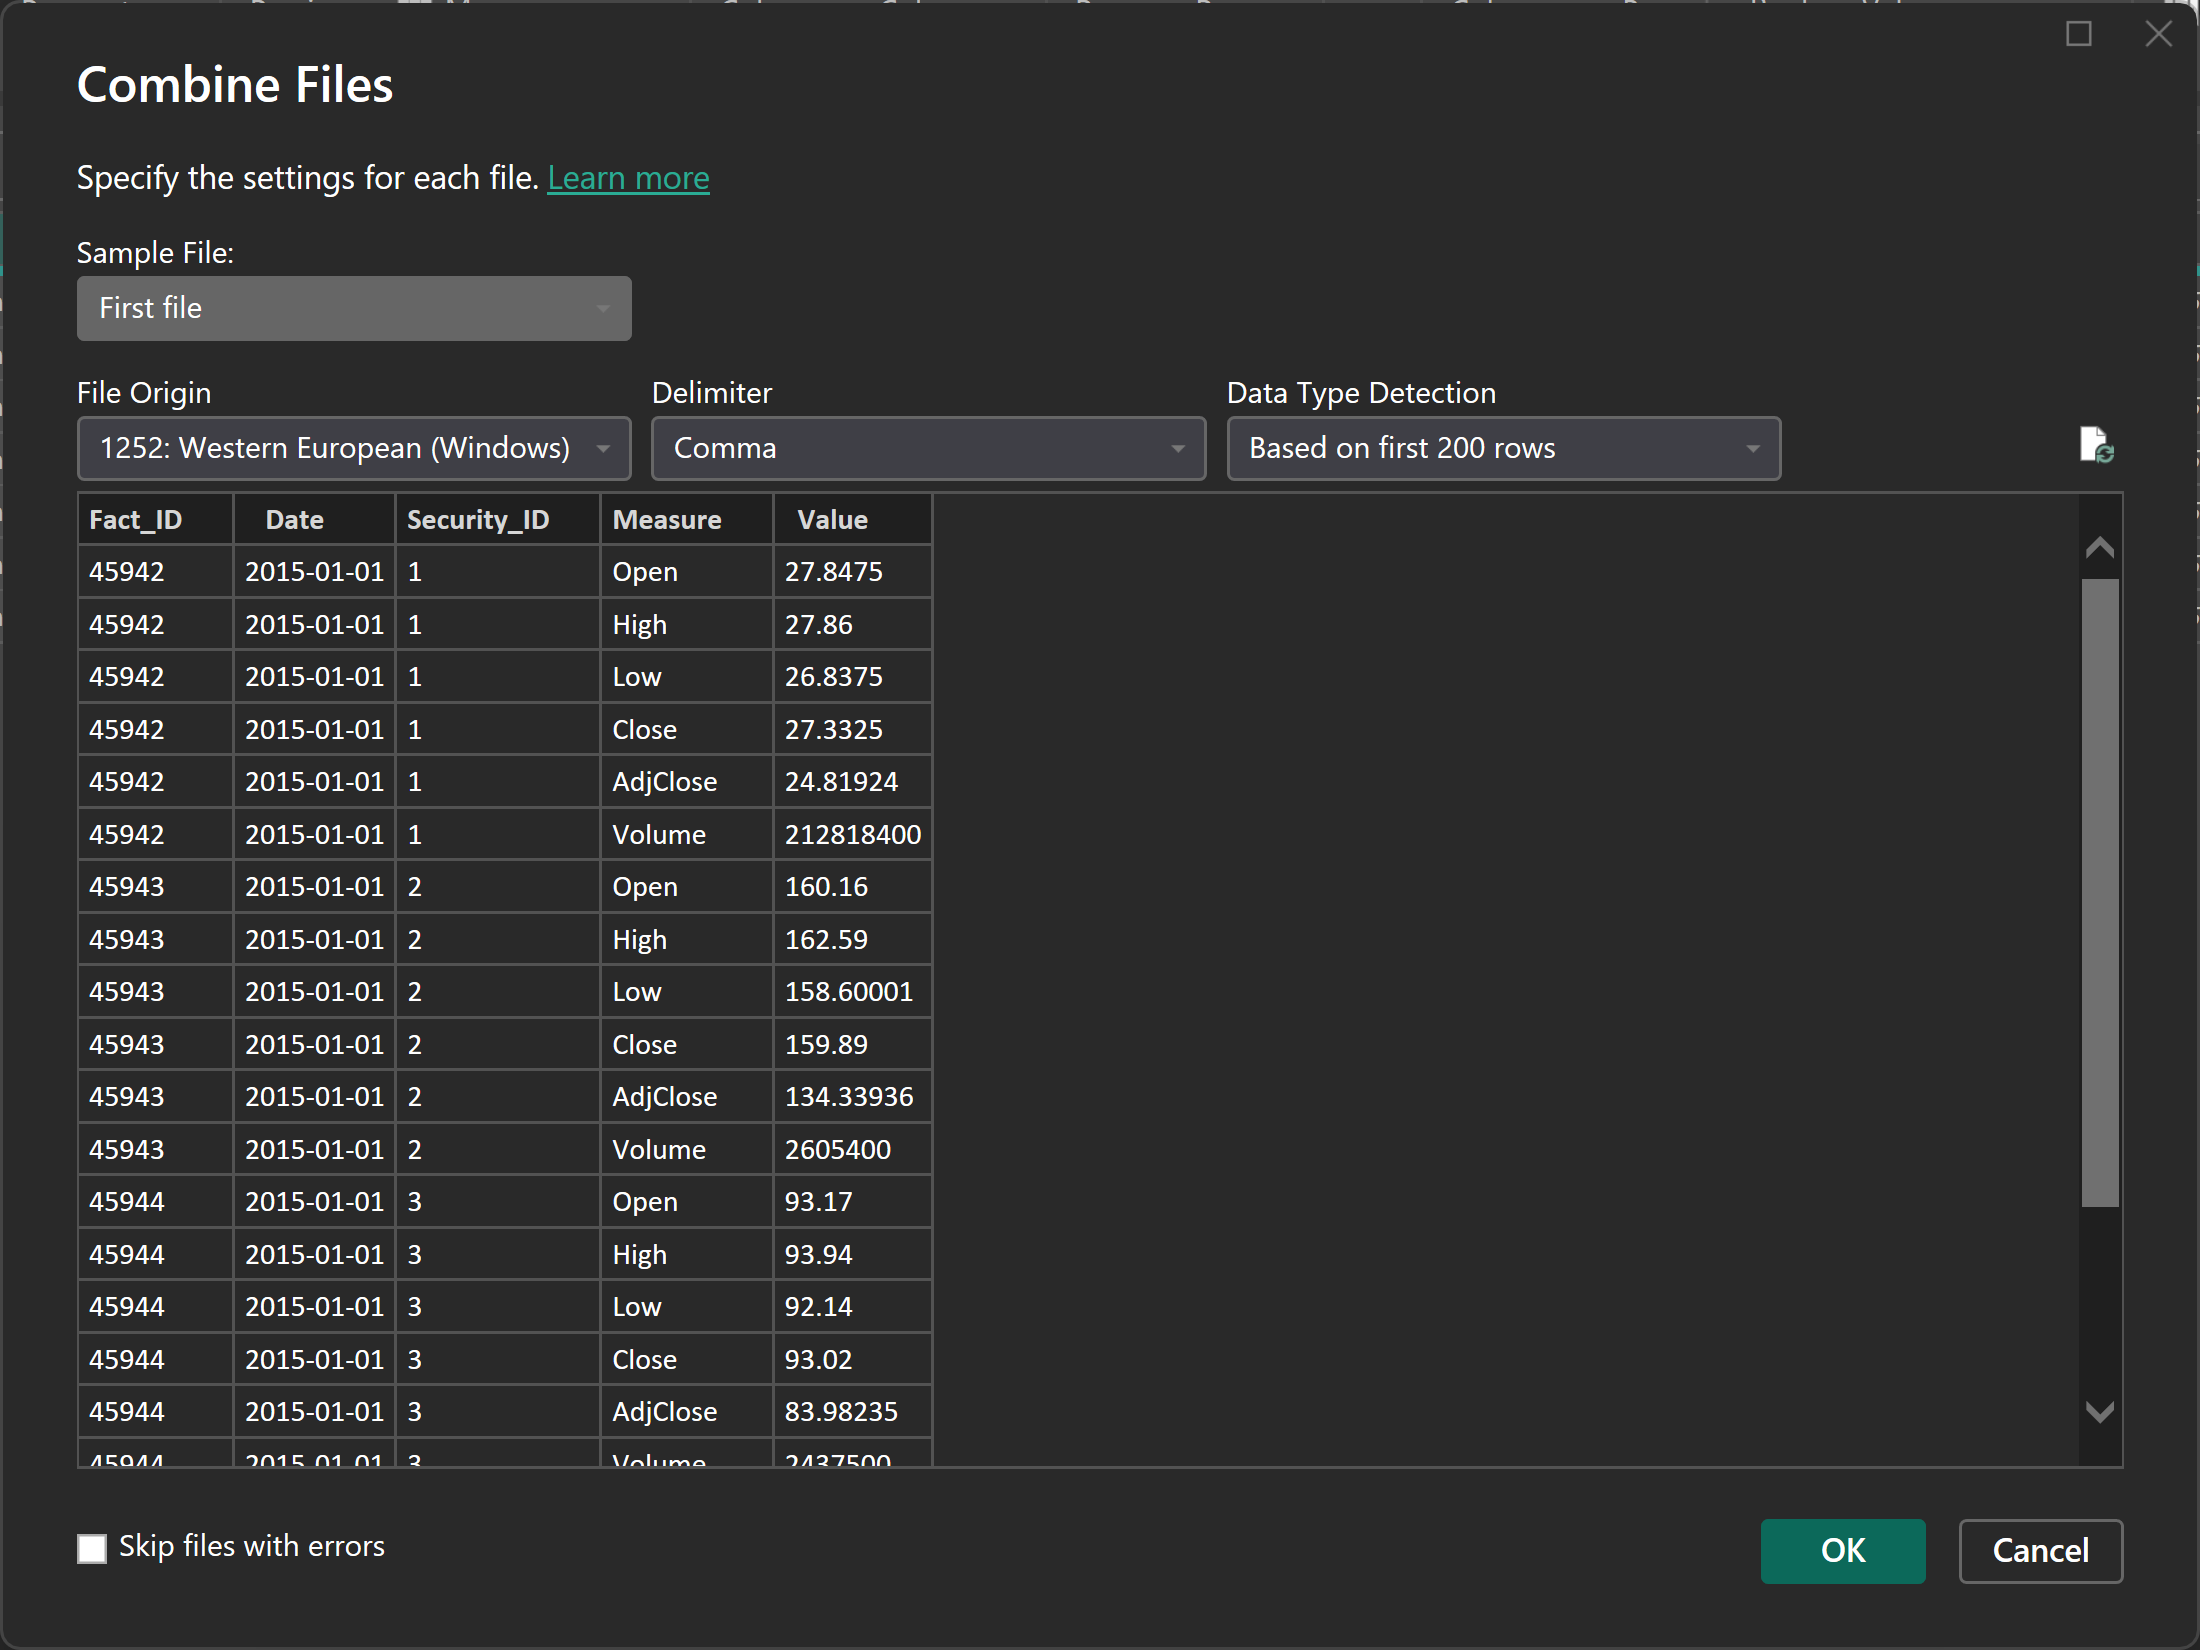 Combine Files
Specify the settings for each file. Learn more
Sample File:
First file
File Origin Delimiter Data Type Detection
1252: Western European (Windows) Comma Based on first 200 rows
Fact_ID Date Security_ID Measure Value
45942 2015-01-01 1 Open 27.8475
45942 2015-01-01 1 High 27.86
45942 2015-01-01 1 Low 26.8375
45942 2015-01-01 1 Close 27.3325
45942 2015-01-01 1 AdjClose 24.81924
45942 2015-01-01 1 Volume 212818400
45943 2015-01-01 2 Open 160.16
45943 2015-01-01 2 High 162.59
45943 2015-01-01 2 Low 158.60001
45943 2015-01-01 2 Close 159.89
45943 2015-01-01 2 AdjClose 134.33936
45943 2015-01-01 2 Volume 2605400
45944 2015-01-01 3 Open 93.17
45944 2015-01-01 3 High 93.94
45944 2015-01-01 3 Low 92.14
45944 2015-01-01 3 Close 93.02
45944 2015-01-01 3 AdjClose 83.98235
45944 2015-01-01 3 Volume 2437500
Skip files with errors
OK Cancel